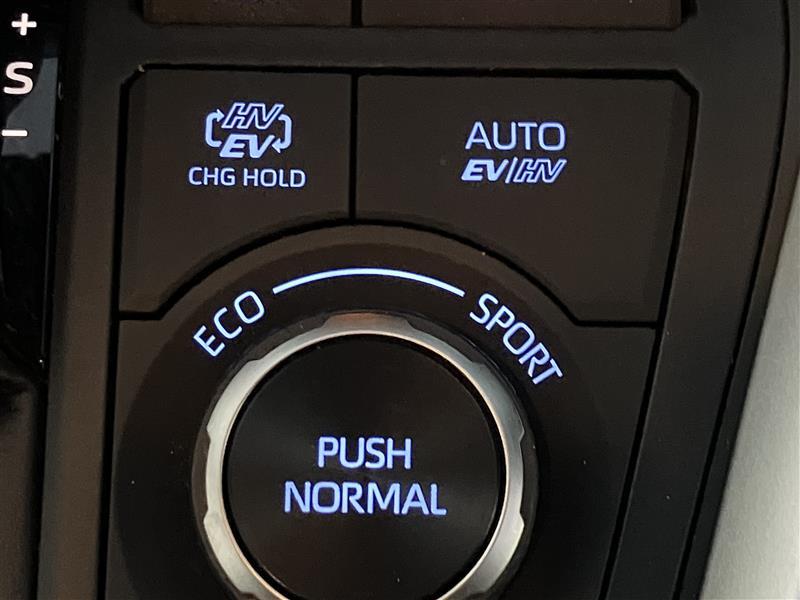 +
S
−
HV
EV
CHG HOLD
AUTO
EV/HV
ECO
SPORT
PUSH
NORMAL